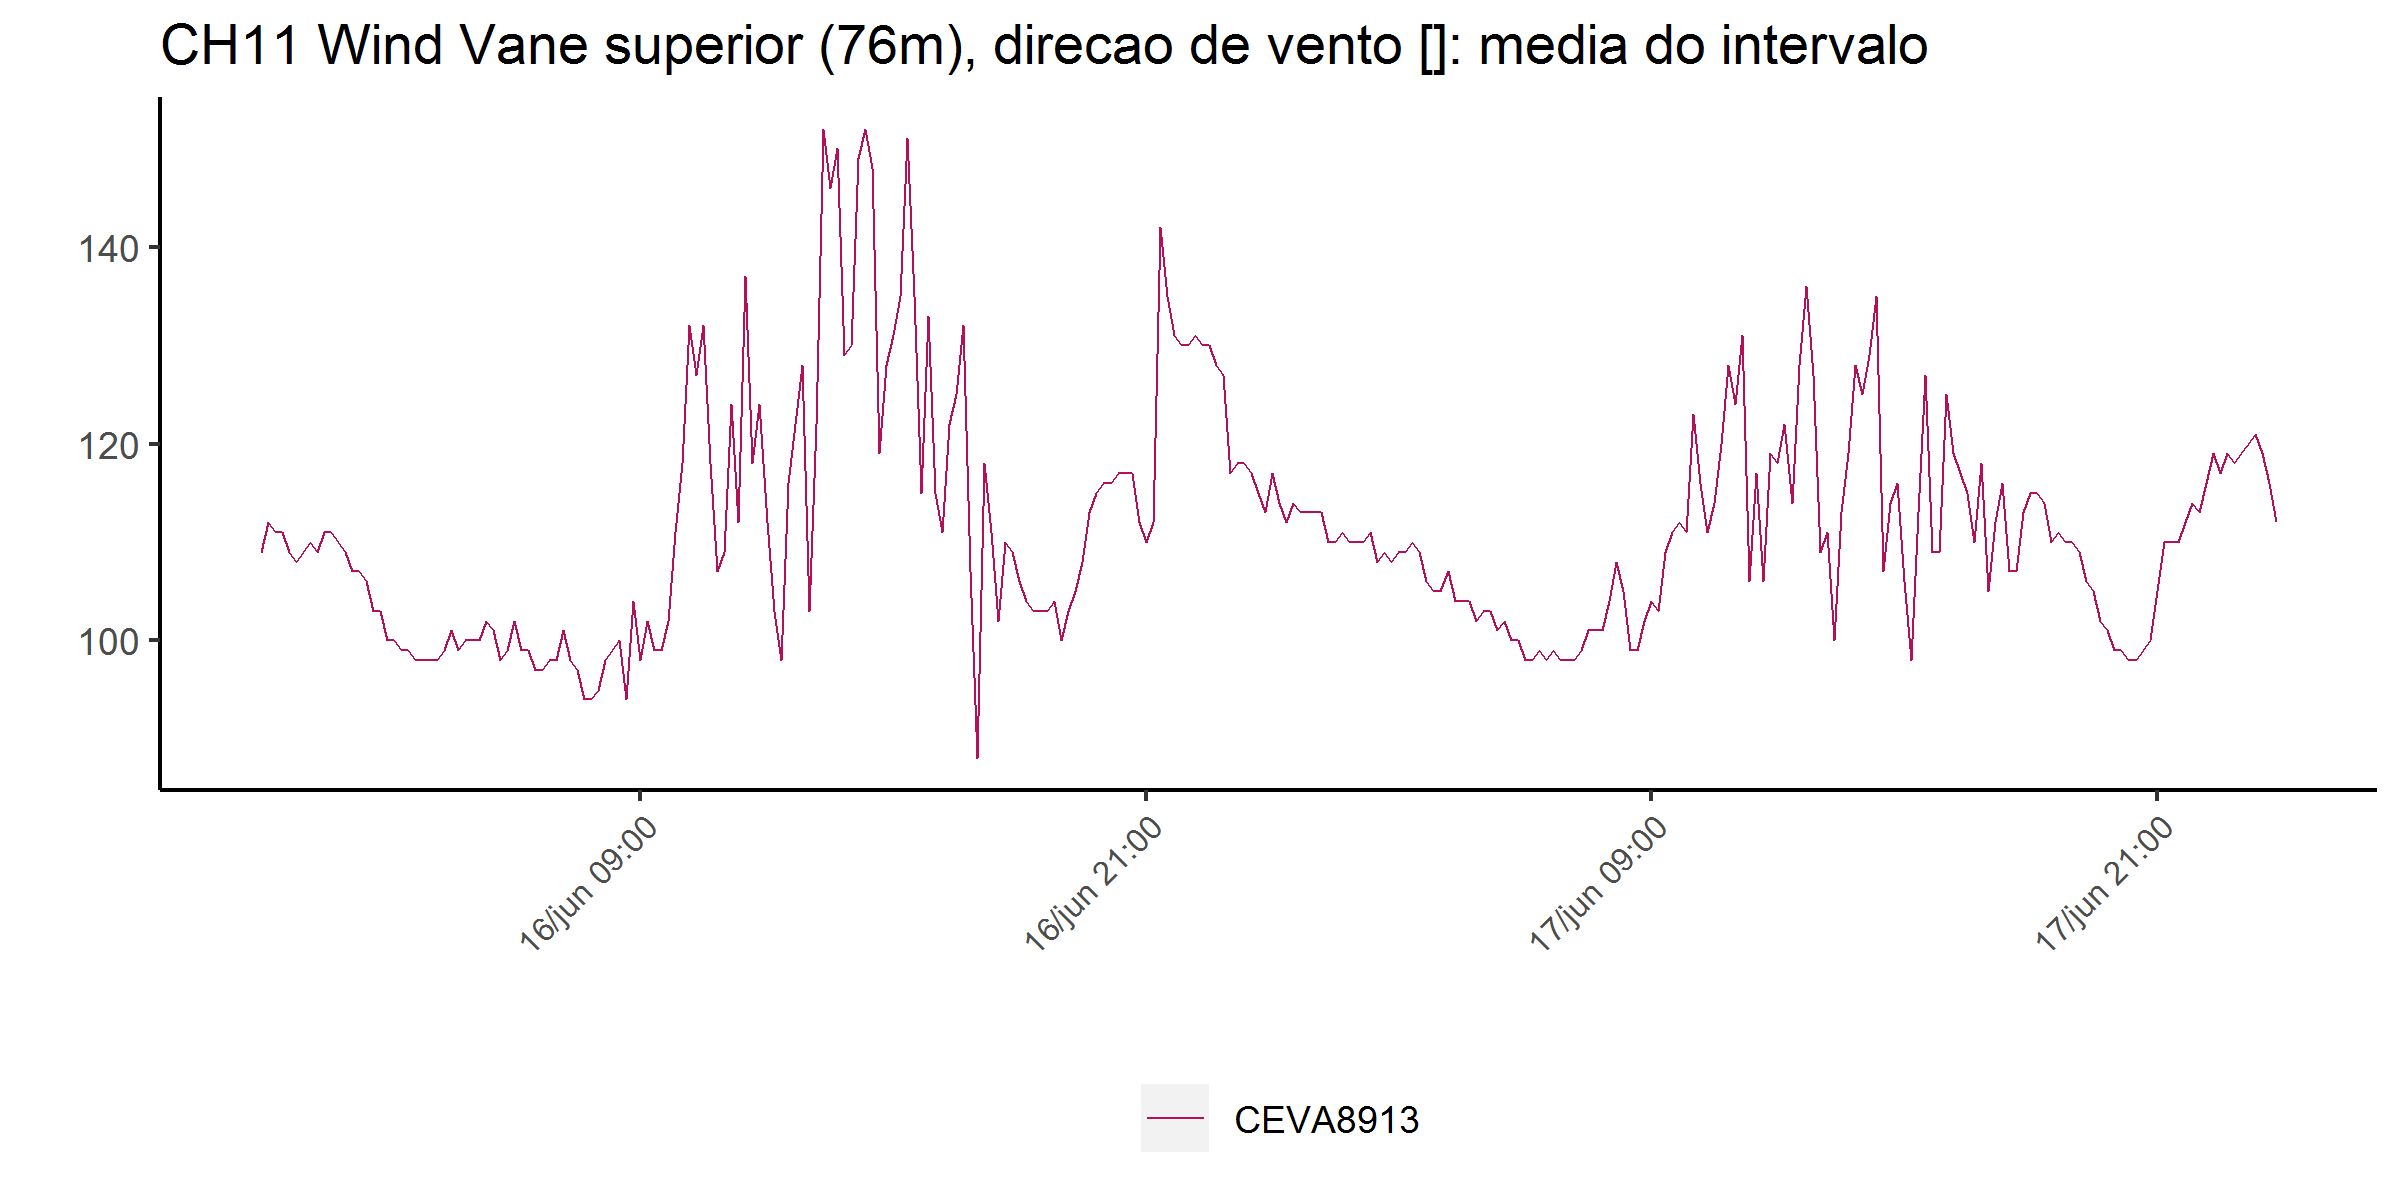 CH11 Wind Vane superior (76m), direcao de vento []: media do intervalo
140
120
100
16/jun 09:00
16/jun 21:00
17/jun 09:00
17/jun 21:00
CEVA8913